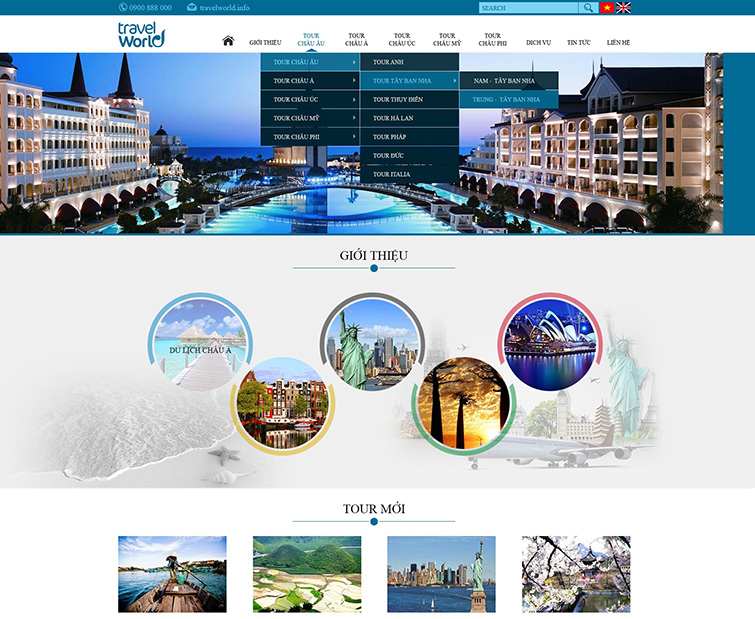 0900 888 000
travelworld.info
SEARCH
travel
World
GIỚI THIỆU
TOUR
CHÂU ÂU
TOUR
CHÂU Á
TOUR
CHÂU ÚC
TOUR
CHÂU MỸ
TOUR
CHÂU PHI
DỊCH VỤ
TIN TỨC
LIÊN HỆ
TOUR CHÂU ÂU
TOUR CHÂU Á
TOUR CHÂU ÚC
TOUR CHÂU MỸ
TOUR CHÂU PHI
TOUR ANH
TOUR TÂY BAN NHA
TOUR THỤY ĐIỂN
TOUR HÀ LAN
TOUR PHÁP
TOUR ĐỨC
TOUR ITALIA
NAM - TÂY BAN NHA
TRUNG - TÂY BAN NHA
GIỚI THIỆU
DU LỊCH CHÂU Á
TOUR MỚI